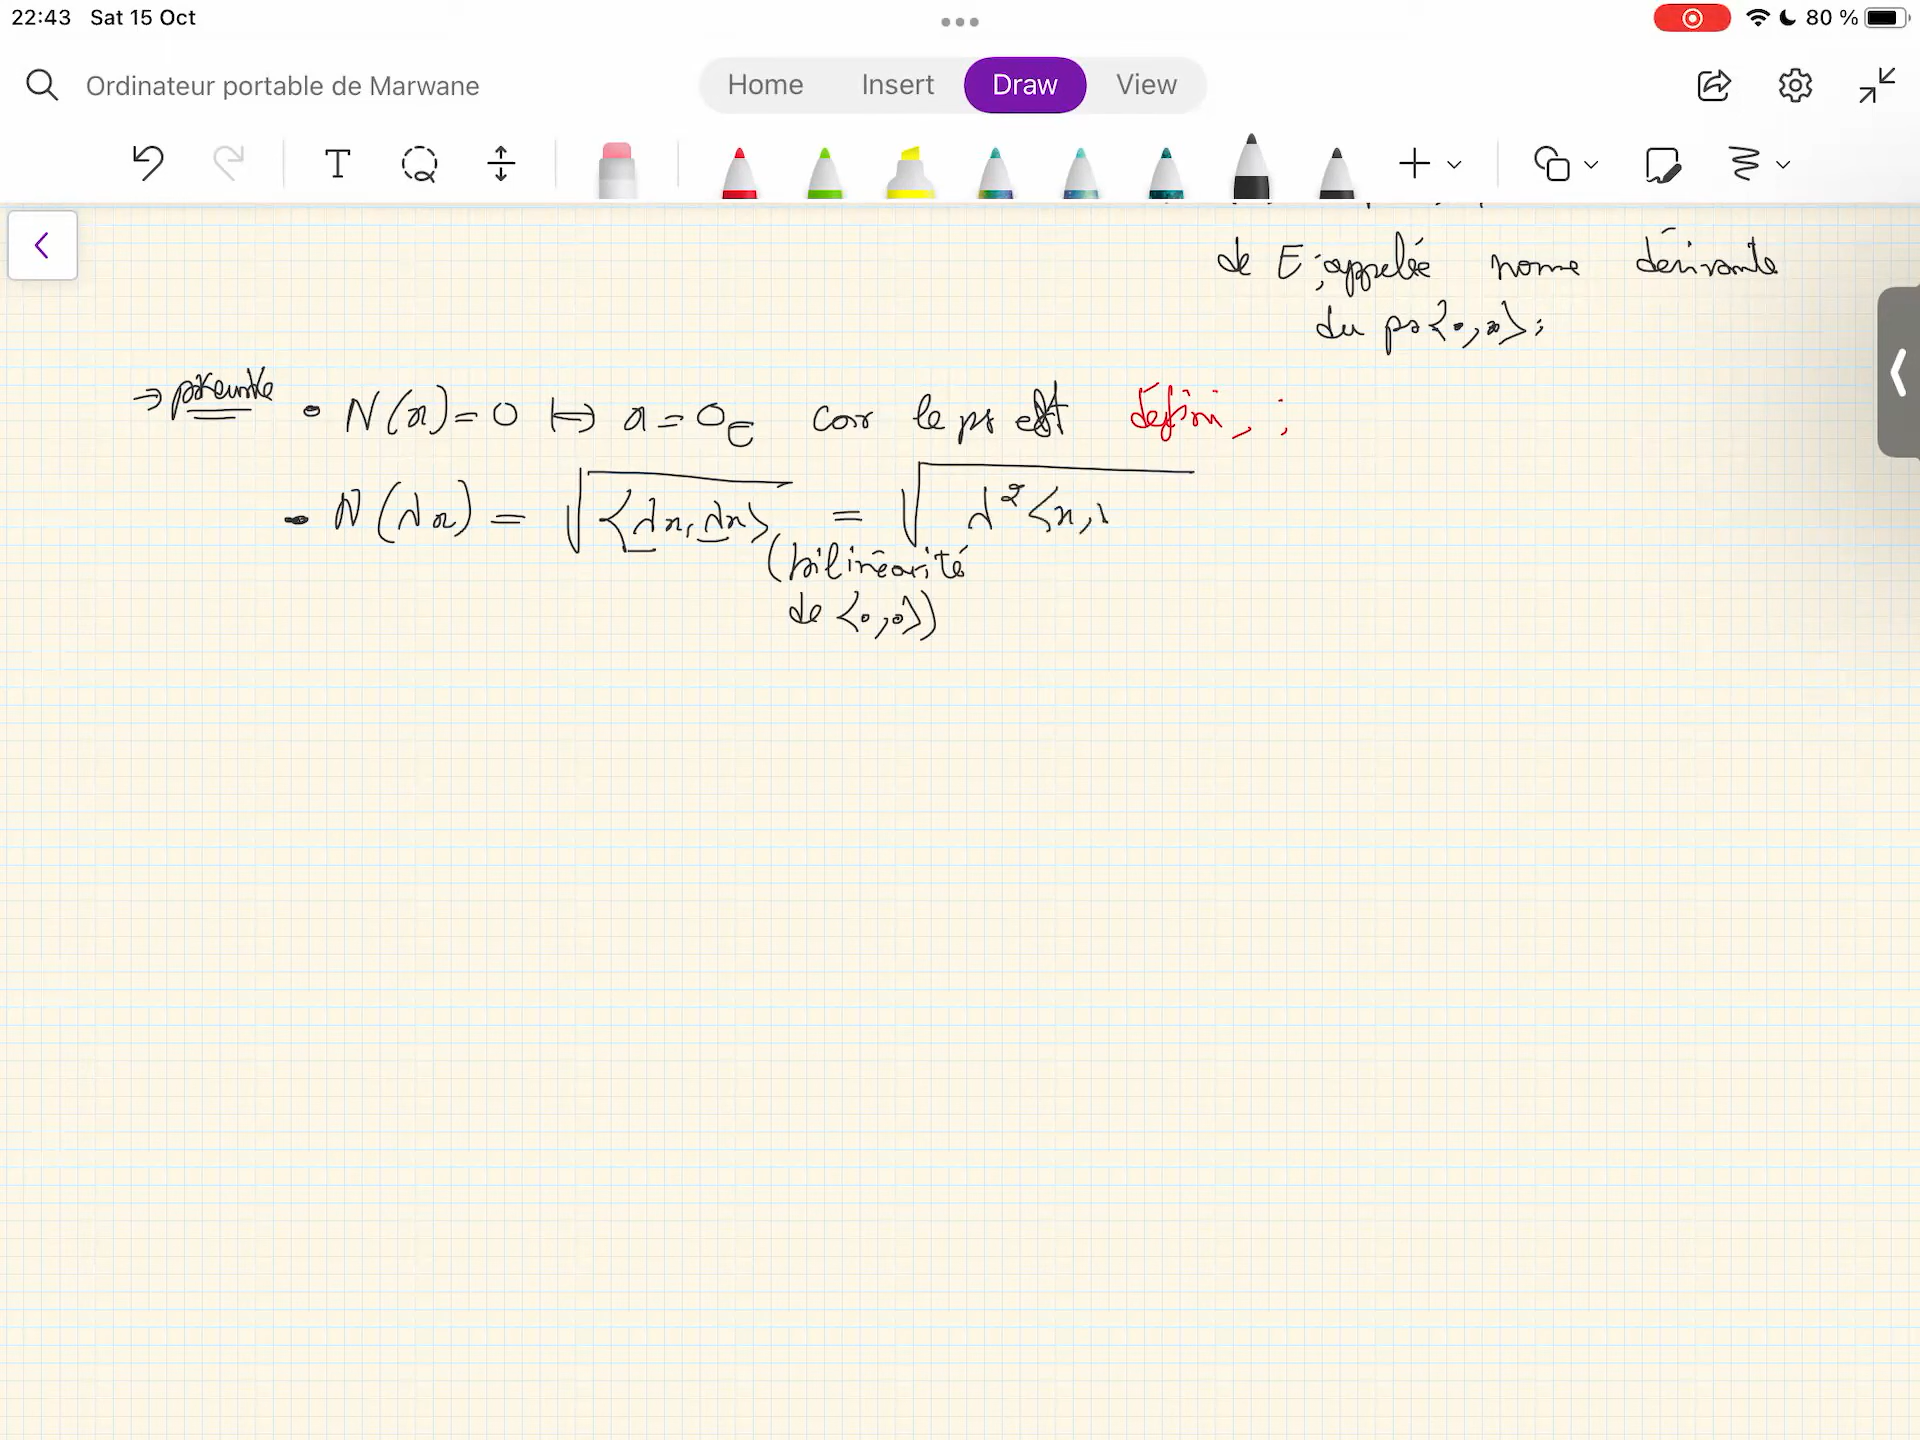 22:43 Sat 15 Oct
80 %
Ordinateur portable de Marwane
Home Insert Draw View
T
de E; appelée norme dérivante
du ps <•,•>;
→ preuve • N(x)=0 ↔ x=0_E car le ps est défini, ;
- N(λx) = √<λx,λx> = √λ²<x,
(bilinéarité
de <•,•>)